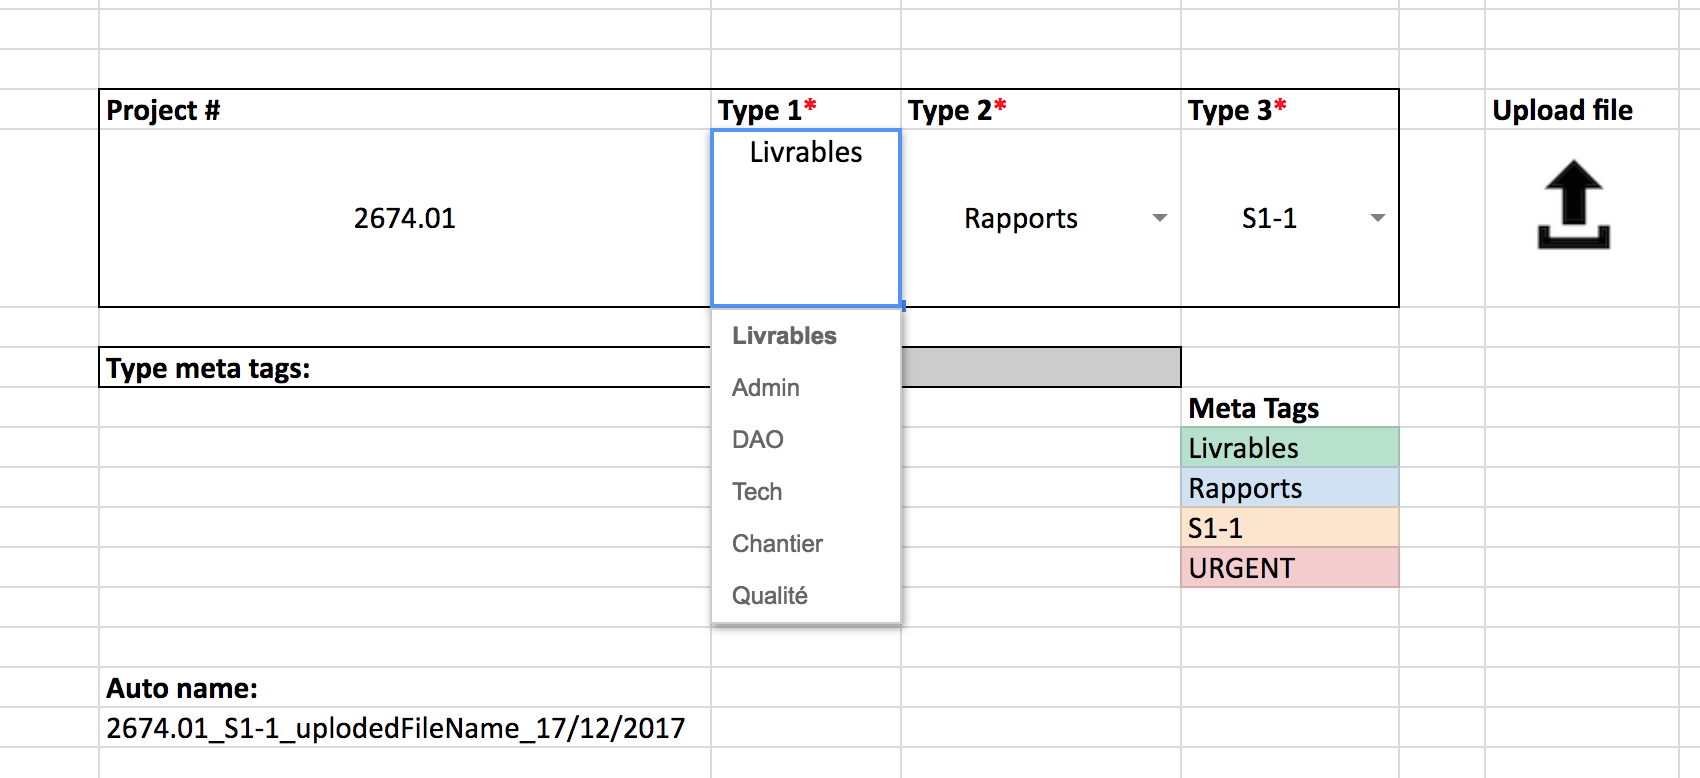 Project #
Type 1*
Type 2*
Type 3*
Upload file
2674.01
Livrables
Rapports
S1-1
Livrables
Admin
DAO
Tech
Chantier
Qualité
Type meta tags:
Meta Tags
Livrables
Rapports
S1-1
URGENT
Auto name:
2674.01_S1-1_uplodedFileName_17/12/2017